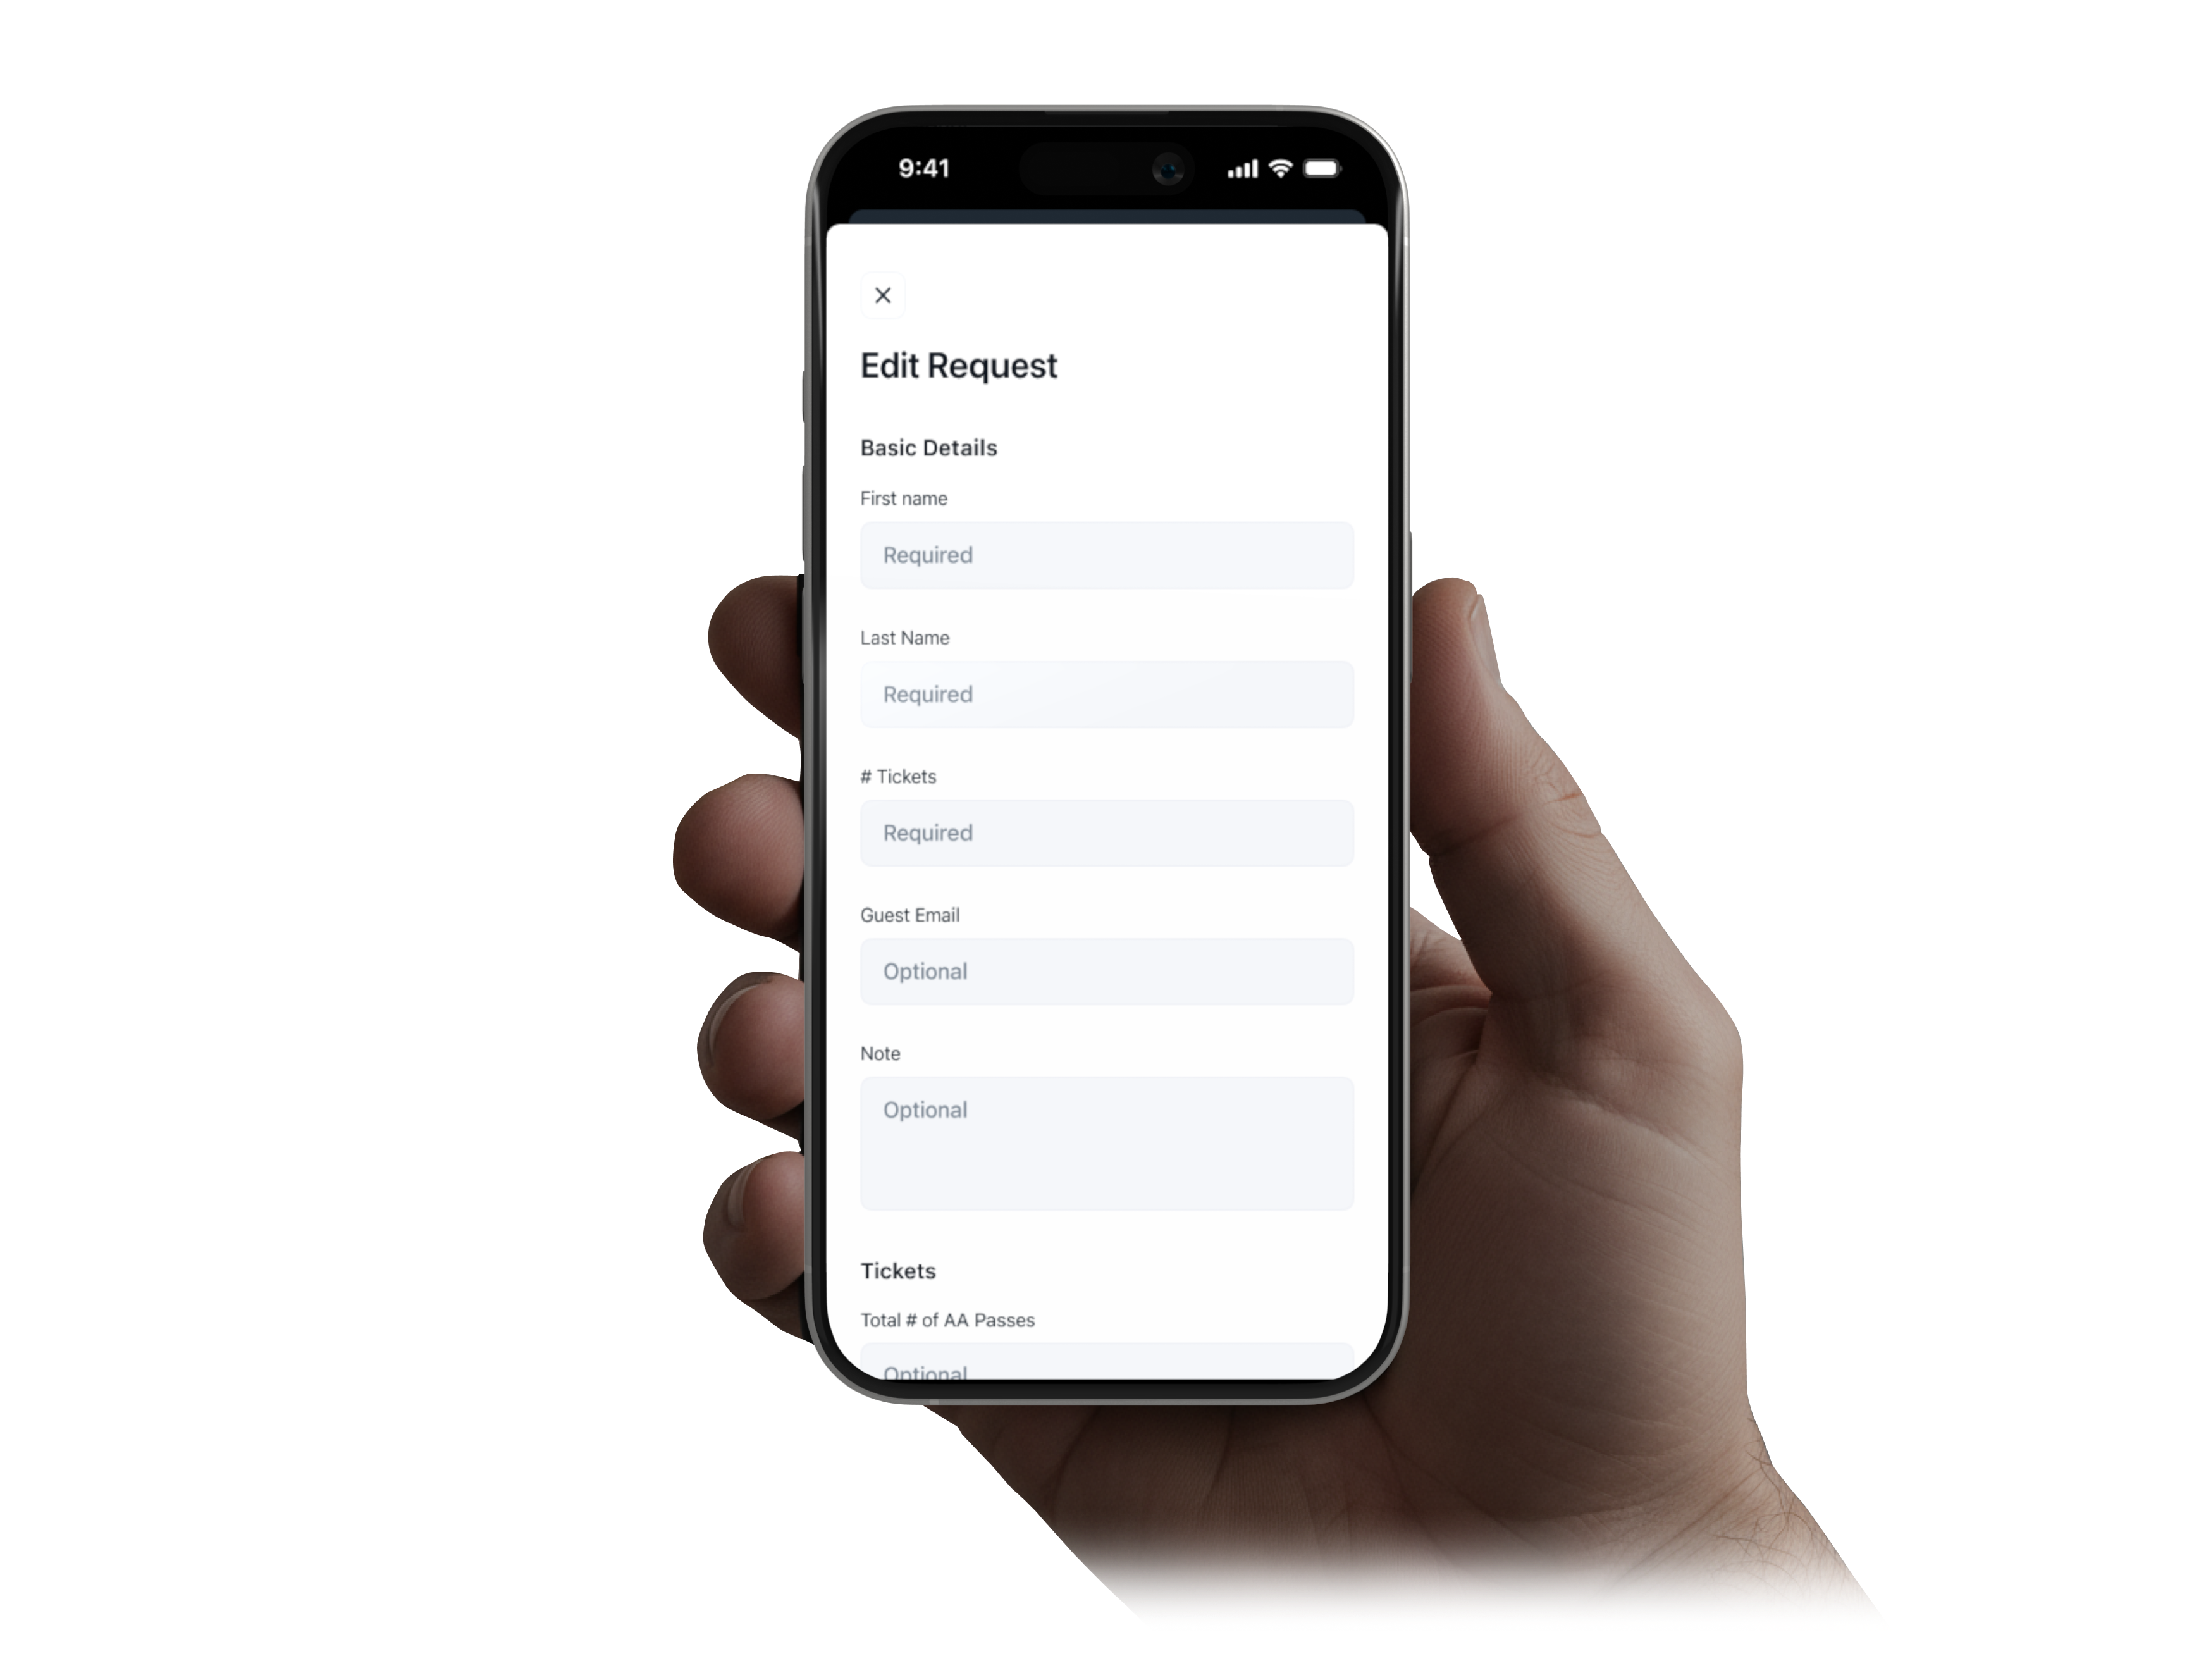 9:41
Edit Request
Basic Details
First name
Required
Last Name
Required
# Tickets
Required
Guest Email
Optional
Note
Optional
Tickets
Total # of AA Passes
Optional